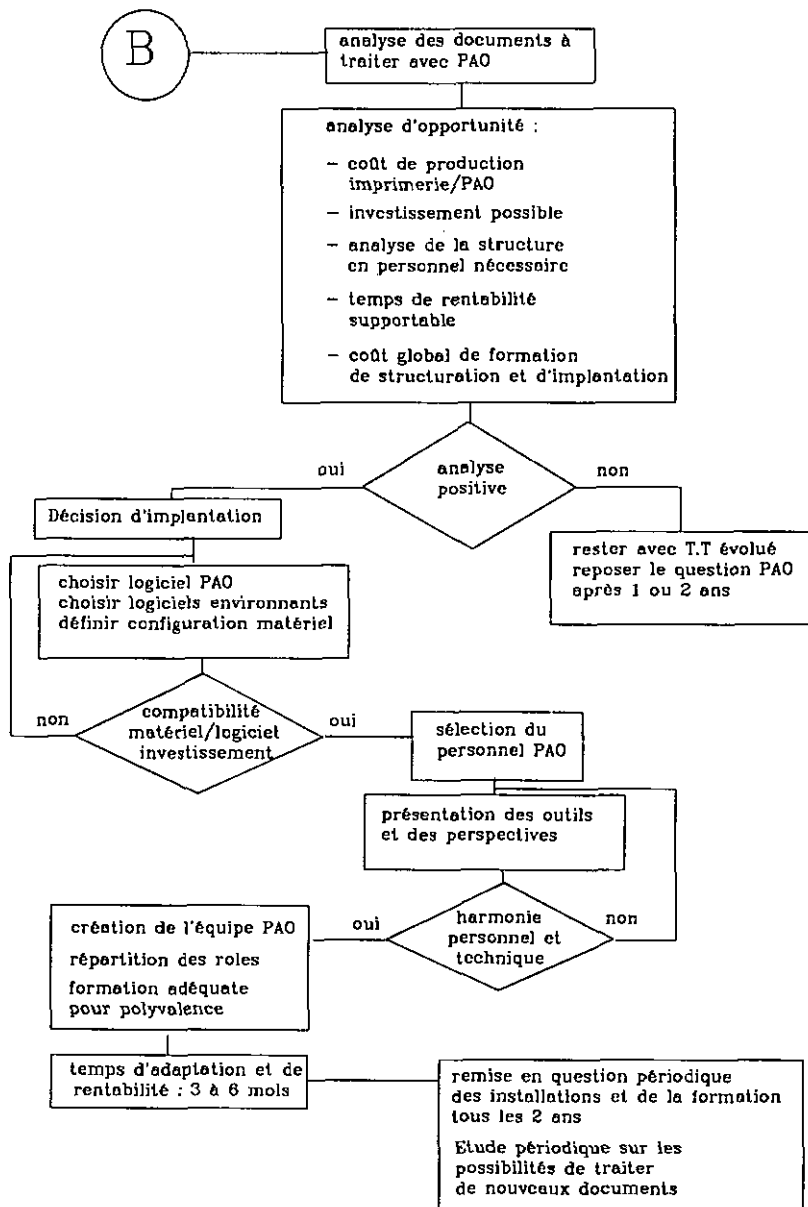 B
analyse des documents à
traiter avec PAO
analyse d'opportunité :
– coût de production
imprimerie/PAO
– investissement possible
– analyse de la structure
en personnel nécessaire
– temps de rentabilité
supportable
– coût global de formation
de structuration et d'implantation
oui
analyse
positive
non
Décision d'implantation
rester avec T.T évolué
reposer le question PAO
après 1 ou 2 ans
choisir logiciel PAO
choisir logiciels environnants
définir configuration matériel
non
compatibilité
matériel/logiciel
investissement
oui
sélection du
personnel PAO
présentation des outils
et des perspectives
création de l'équipe PAO
répartition des roles
formation adéquate
pour polyvalence
oui
harmonie
personnel et
technique
non
temps d'adaptation et de
rentabilité : 3 à 6 mois
remise en question périodique
des installations et de la formation
tous les 2 ans
Etude périodique sur les
possibilités de traiter
de nouveaux documents